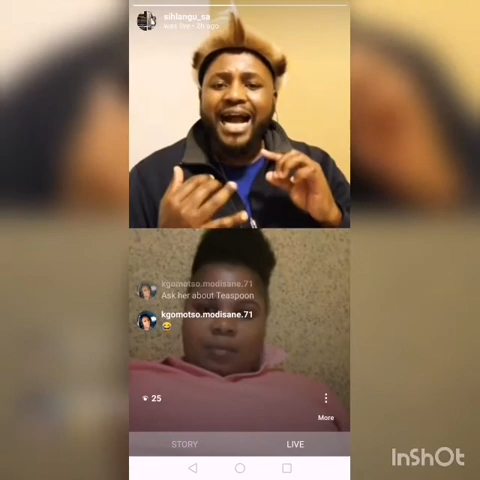 sihlangu_sa
was live • 2h ago
kgomotso.modisane.71
Ask her about Teaspoon
kgomotso.modisane.71
😂
25
More
STORY
LIVE
InShOt